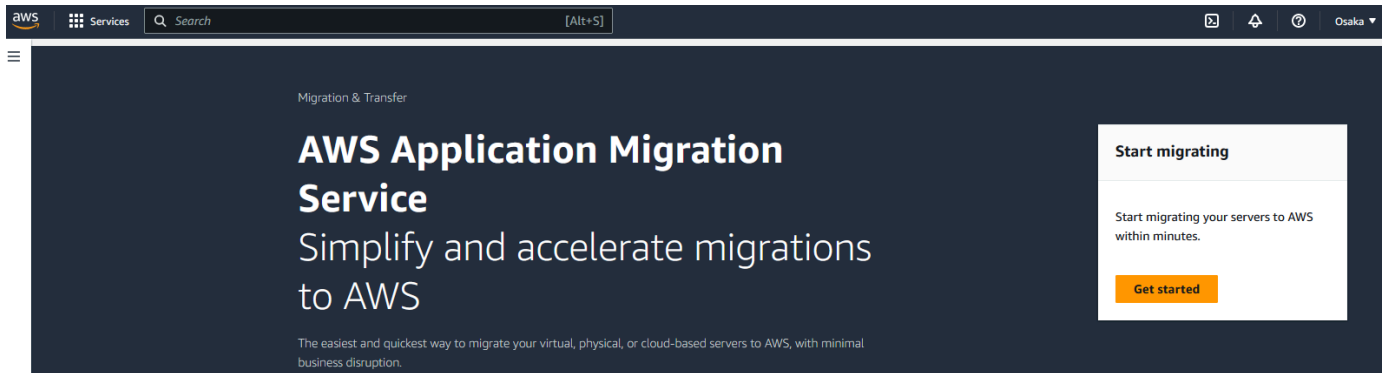 aws
Services
Search
[Alt+S]
Osaka
Migration & Transfer
AWS Application Migration
Service
Simplify and accelerate migrations
to AWS
The easiest and quickest way to migrate your virtual, physical, or cloud-based servers to AWS, with minimal
business disruption.
Start migrating
Start migrating your servers to AWS
within minutes.
Get started